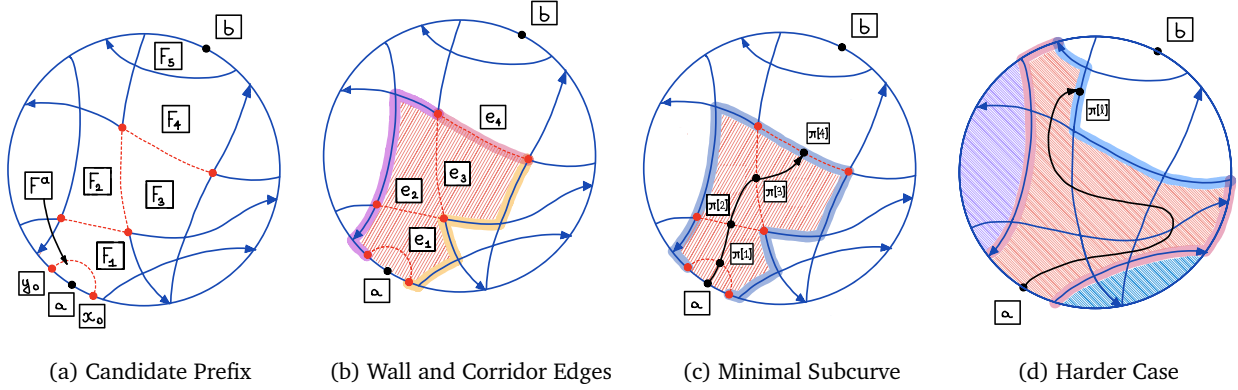 b
F₅
F₄
Fᵃ
F₂
F₃
F₁
y₀
a
x₀
(a) Candidate Prefix
b
e₄
e₂
e₃
e₁
a
(b) Wall and Corridor Edges
b
π[4]
π[2]
π[3]
π[1]
a
(c) Minimal Subcurve
b
π[l]
a
(d) Harder Case